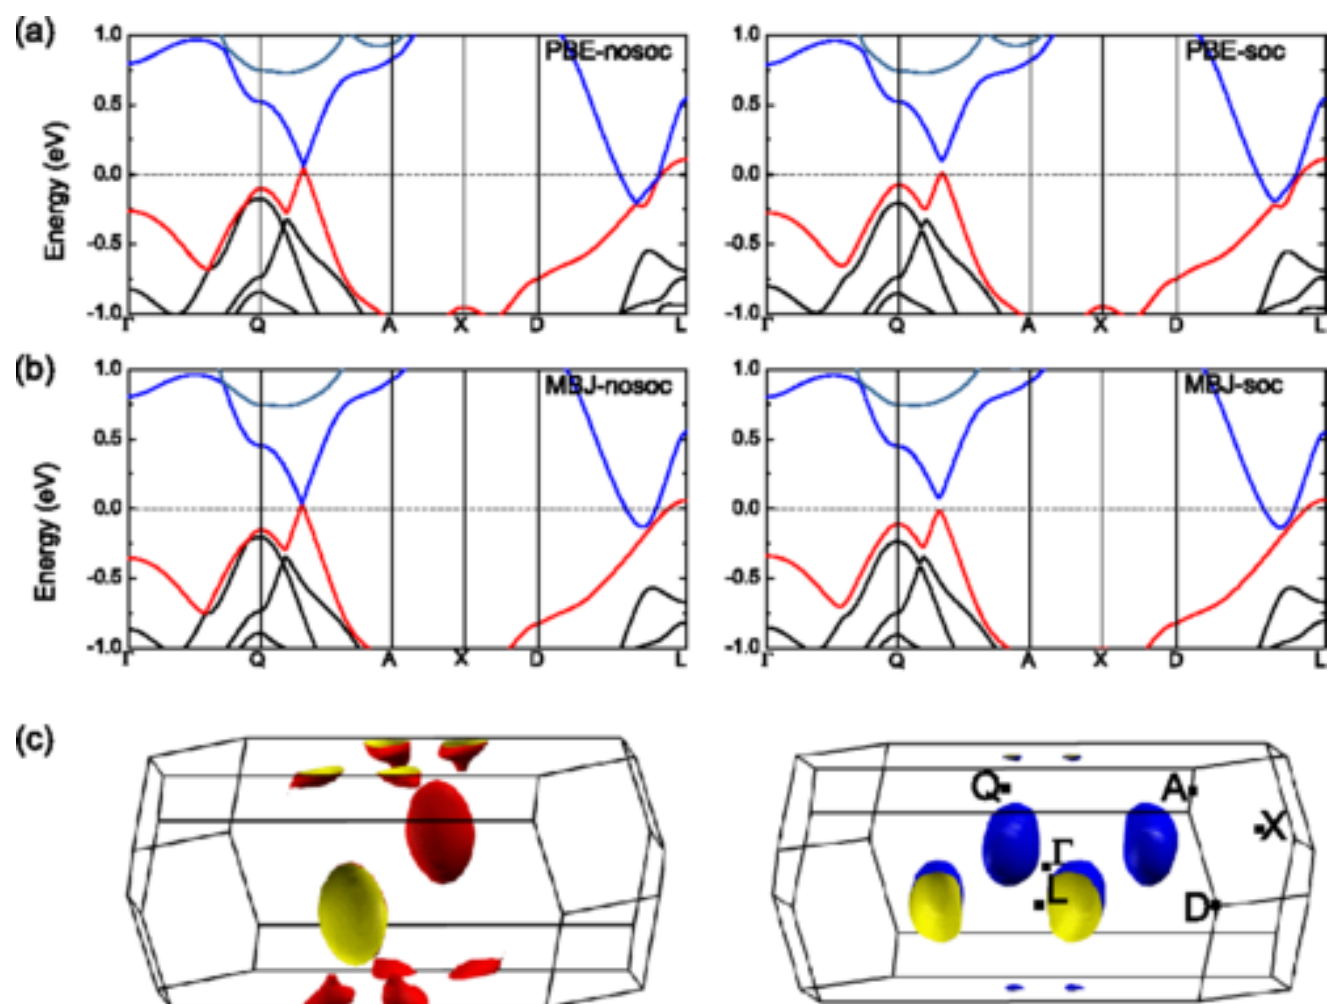 (a)
PBE-nosoc
PBE-soc
Energy (eV)
1.0
0.5
0.0
-0.5
-1.0
Γ Q A X D L
Γ Q A X D L
(b)
MBJ-nosoc
MBJ-soc
Energy (eV)
1.0
0.5
0.0
-0.5
-1.0
1.0
0.5
0.0
-0.5
-1.0
1.0
0.5
0.0
-0.5
-1.0
Γ Q A X D L
Γ Q A X D L
(c)
Q A
X
Γ
L D